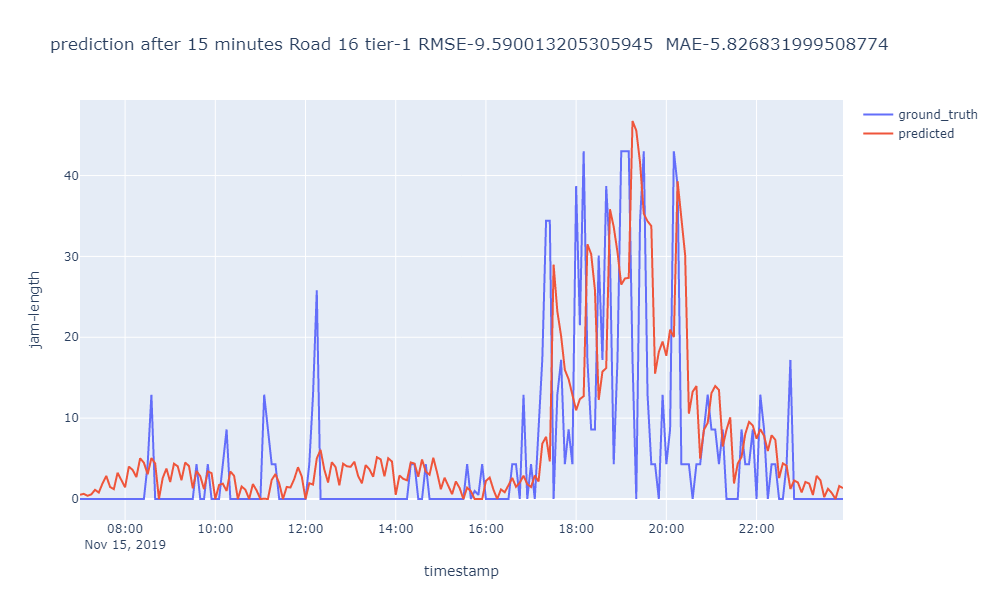 prediction after 15 minutes Road 16 tier-1 RMSE-9.590013205305945  MAE-5.826831999508774
ground_truth
predicted
40
30
20
10
0
jam-length
08:00 10:00 12:00 14:00 16:00 18:00 20:00 22:00
Nov 15, 2019
timestamp